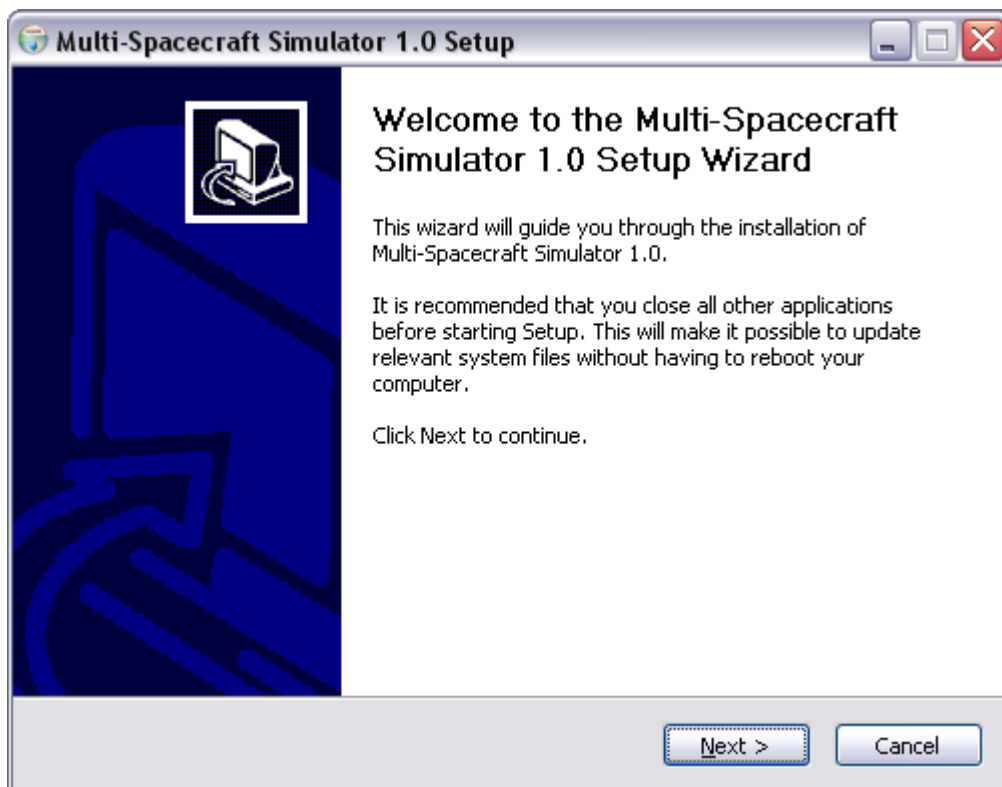 Multi-Spacecraft Simulator 1.0 Setup
Welcome to the Multi-Spacecraft
Simulator 1.0 Setup Wizard
This wizard will guide you through the installation of
Multi-Spacecraft Simulator 1.0.
It is recommended that you close all other applications
before starting Setup. This will make it possible to update
relevant system files without having to reboot your
computer.
Click Next to continue.
Next >
Cancel